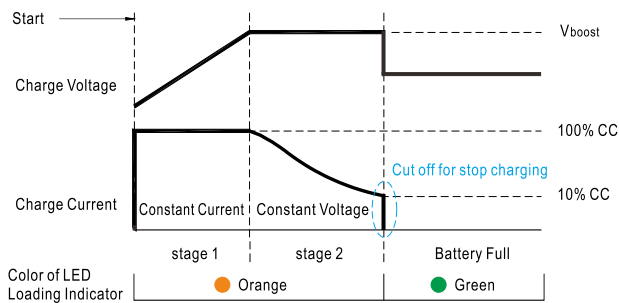 Start
Vboost
Charge Voltage
100% CC
Cut off for stop charging
10% CC
Charge Current
Constant Current
Constant Voltage
stage 1
stage 2
Battery Full
Color of LED
Loading Indicator
Orange
Green